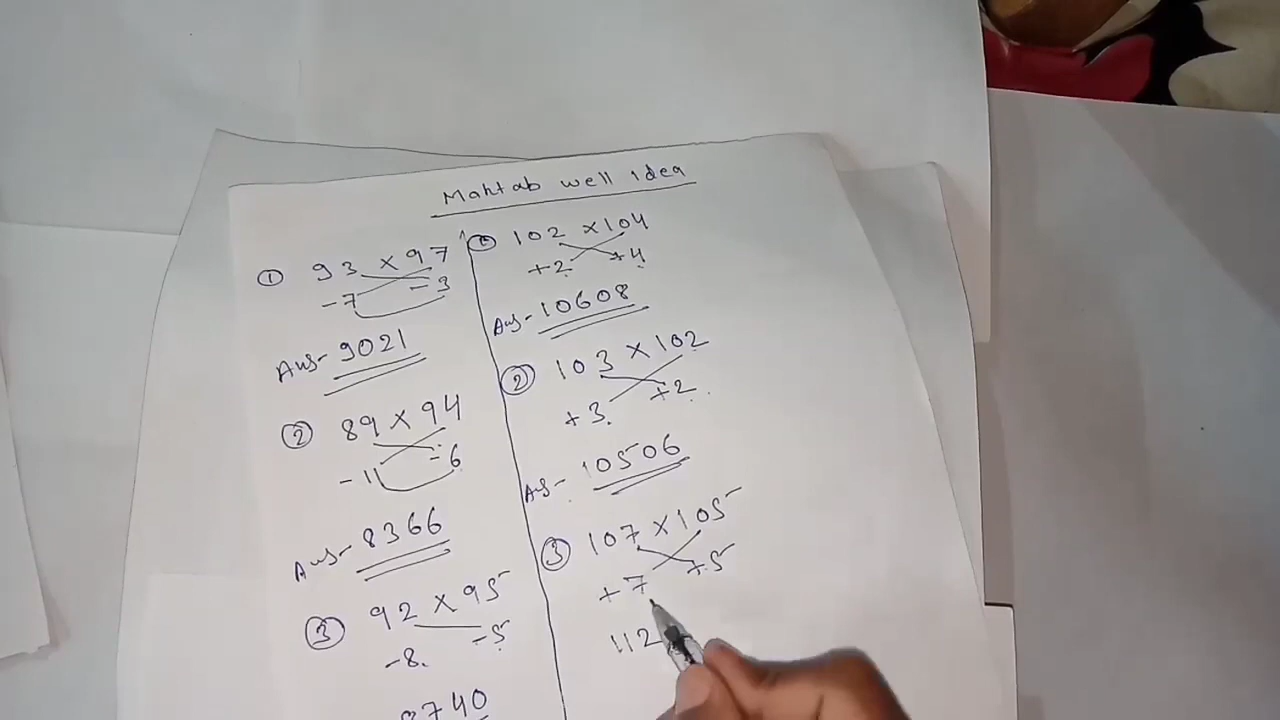 Mahtab well idea
① 93 × 97
-7 -3
Ans- 9021
② 89 × 94
-11 -6
Ans- 8366
③ 92 × 95
-8. -5
8740
① 102 × 104
+2 +4
Ans- 10608
② 103 × 102
+3. +2
Ans- 10506
③ 107 × 105
+7 +5
112